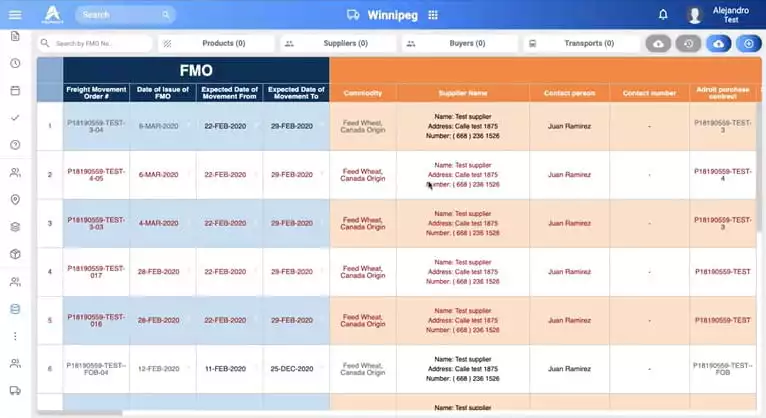 Search
Winnipeg
Alejandro
Test
Search by FMO No.
Products (0)
Suppliers (0)
Buyers (0)
Transports (0)
FMO
Freight Movement
Order #
Date of Issue of
FMO
Expected Date of
Movement From
Expected Date of
Movement To
Commodity
Supplier Name
Contact person
Contact number
Adroit purchase
contract
1
P18190559-TEST-
3-04
6-MAR-2020
22-FEB-2020
29-FEB-2020
Feed Wheat,
Canada Origin
Name: Test supplier
Address: Calle test 1875
Number: ( 668 ) 236 1526
Juan Ramirez
-
P18190559-TEST-
3
2
P18190559-TEST-
4-05
6-MAR-2020
22-FEB-2020
29-FEB-2020
Feed Wheat,
Canada Origin
Name: Test supplier
Address: Calle test 1875
Number: ( 668 ) 236 1526
Juan Ramirez
-
P18190559-TEST-
4
3
P18190559-TEST-
3-03
4-MAR-2020
22-FEB-2020
29-FEB-2020
Feed Wheat,
Canada Origin
Name: Test supplier
Address: Calle test 1875
Number: ( 668 ) 236 1526
Juan Ramirez
-
P18190559-TEST-
3
4
P18190559-TEST-
017
28-FEB-2020
22-FEB-2020
29-FEB-2020
Feed Wheat,
Canada Origin
Name: Test supplier
Address: Calle test 1875
Number: ( 668 ) 236 1526
Juan Ramirez
-
P18190559-TEST
5
P18190559-TEST-
016
28-FEB-2020
22-FEB-2020
29-FEB-2020
Feed Wheat,
Canada Origin
Name: Test supplier
Address: Calle test 1875
Number: ( 668 ) 236 1526
Juan Ramirez
-
P18190559-TEST
6
P18190559-TEST--
FOB-04
12-FEB-2020
11-FEB-2020
25-DEC-2020
Feed Wheat,
Canada Origin
Name: Test supplier
Address: Calle test 1875
Number: ( 668 ) 236 1526
Juan Ramirez
-
P18190559-TEST--
FOB
Name: Test supplier